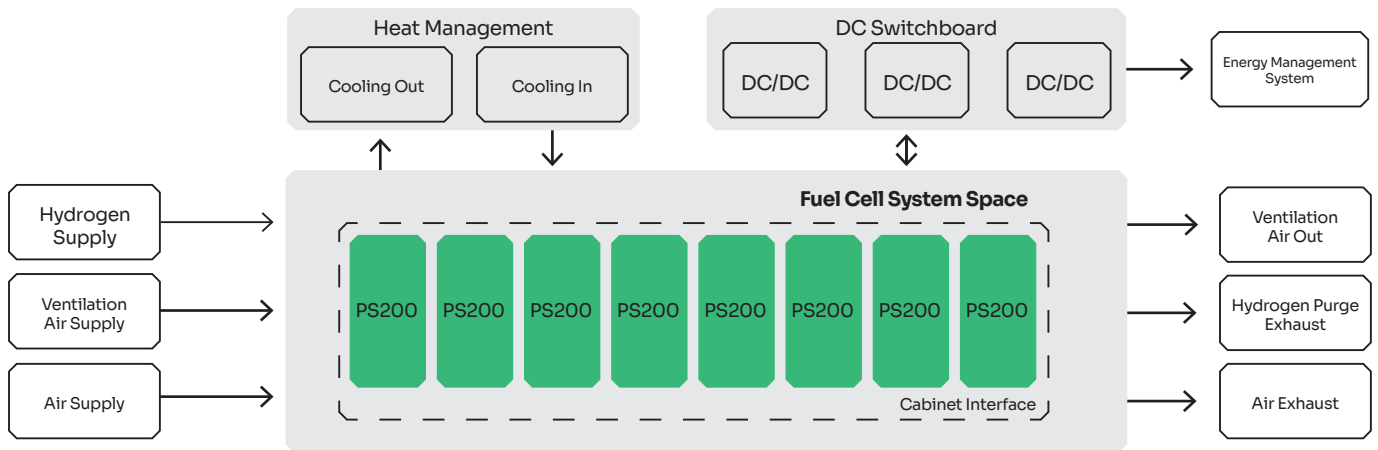 Heat Management
Cooling Out
Cooling In
DC Switchboard
DC/DC
DC/DC
DC/DC
Energy Management
System
Hydrogen
Supply
Ventilation
Air Supply
Air Supply
Fuel Cell System Space
PS200
PS200
PS200
PS200
PS200
PS200
PS200
PS200
Cabinet Interface
Ventilation
Air Out
Hydrogen Purge
Exhaust
Air Exhaust